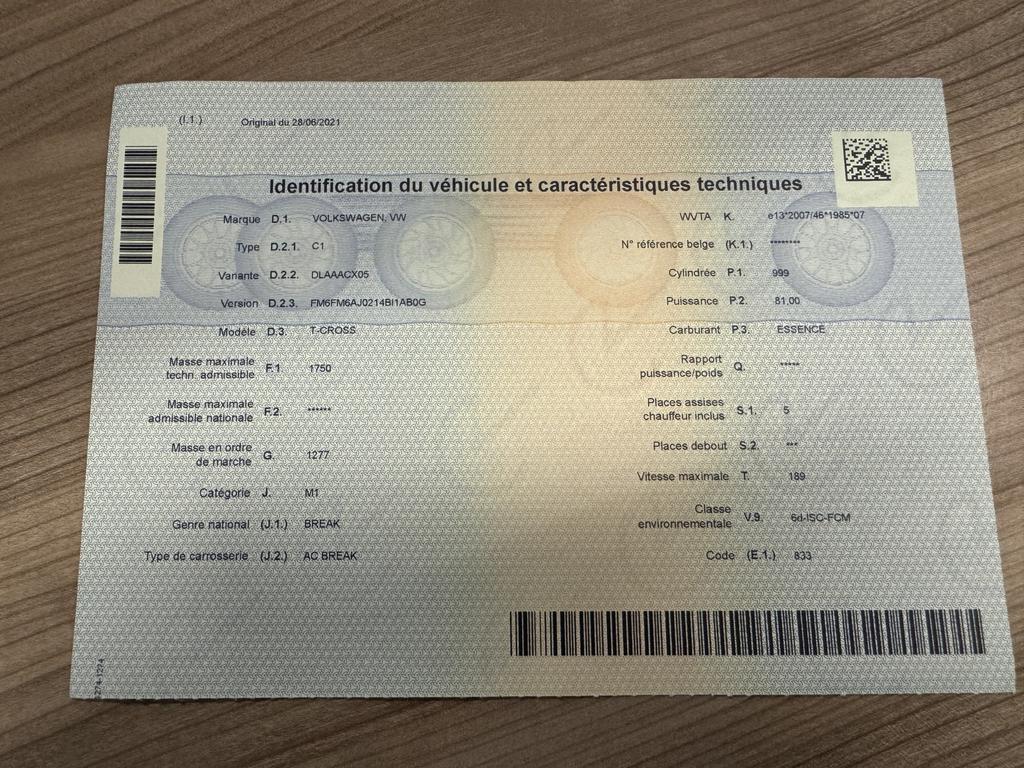 (I.1.) Original du 28/06/2021
Identification du véhicule et caractéristiques techniques
Marque D.1. VOLKSWAGEN, VW
Type D.2.1. C1
Variante D.2.2. DLAAACX05
Version D.2.3. FM6FM6AJ0214BI1AB0G
Modèle D.3. T-CROSS
Masse maximale
techn. admissible F.1. 1750
Masse maximale
admissible nationale F.2. ******
Masse en ordre
de marche G. 1277
Catégorie J. M1
Genre national (J.1.) BREAK
Type de carrosserie (J.2.) AC BREAK
WVTA K. e13*2007/46*1985*07
N° référence belge (K.1.) ********
Cylindrée P.1. 999
Puissance P.2. 81,00
Carburant P.3. ESSENCE
Rapport
puissance/poids Q. *****
Places assises
chauffeur inclus S.1. 5
Places debout S.2. ***
Vitesse maximale T. 189
Classe
environnementale V.9. 6d-ISC-FCM
Code (E.1.) 833
274-1274